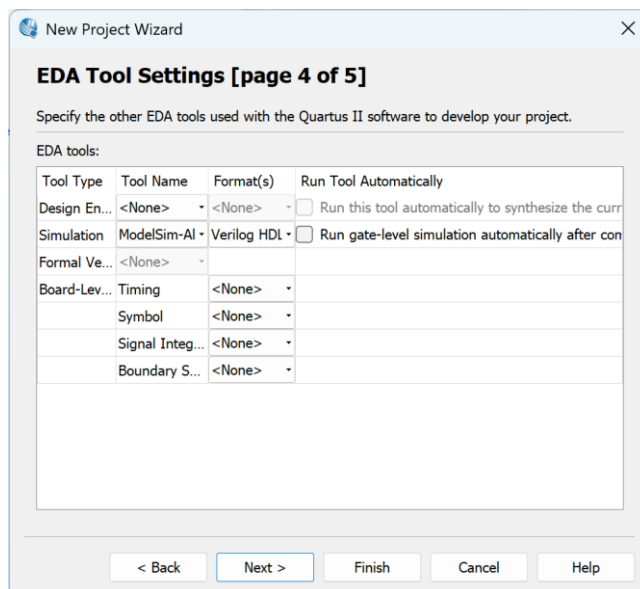 New Project Wizard
EDA Tool Settings [page 4 of 5]
Specify the other EDA tools used with the Quartus II software to develop your project.
EDA tools:
Tool Type Tool Name Format(s) Run Tool Automatically
Design En... <None> <None> Run this tool automatically to synthesize the curr
Simulation ModelSim-Al Verilog HDL Run gate-level simulation automatically after com
Formal Ve... <None>
Board-Lev... Timing <None>
Symbol <None>
Signal Integ... <None>
Boundary S... <None>
< Back Next > Finish Cancel Help